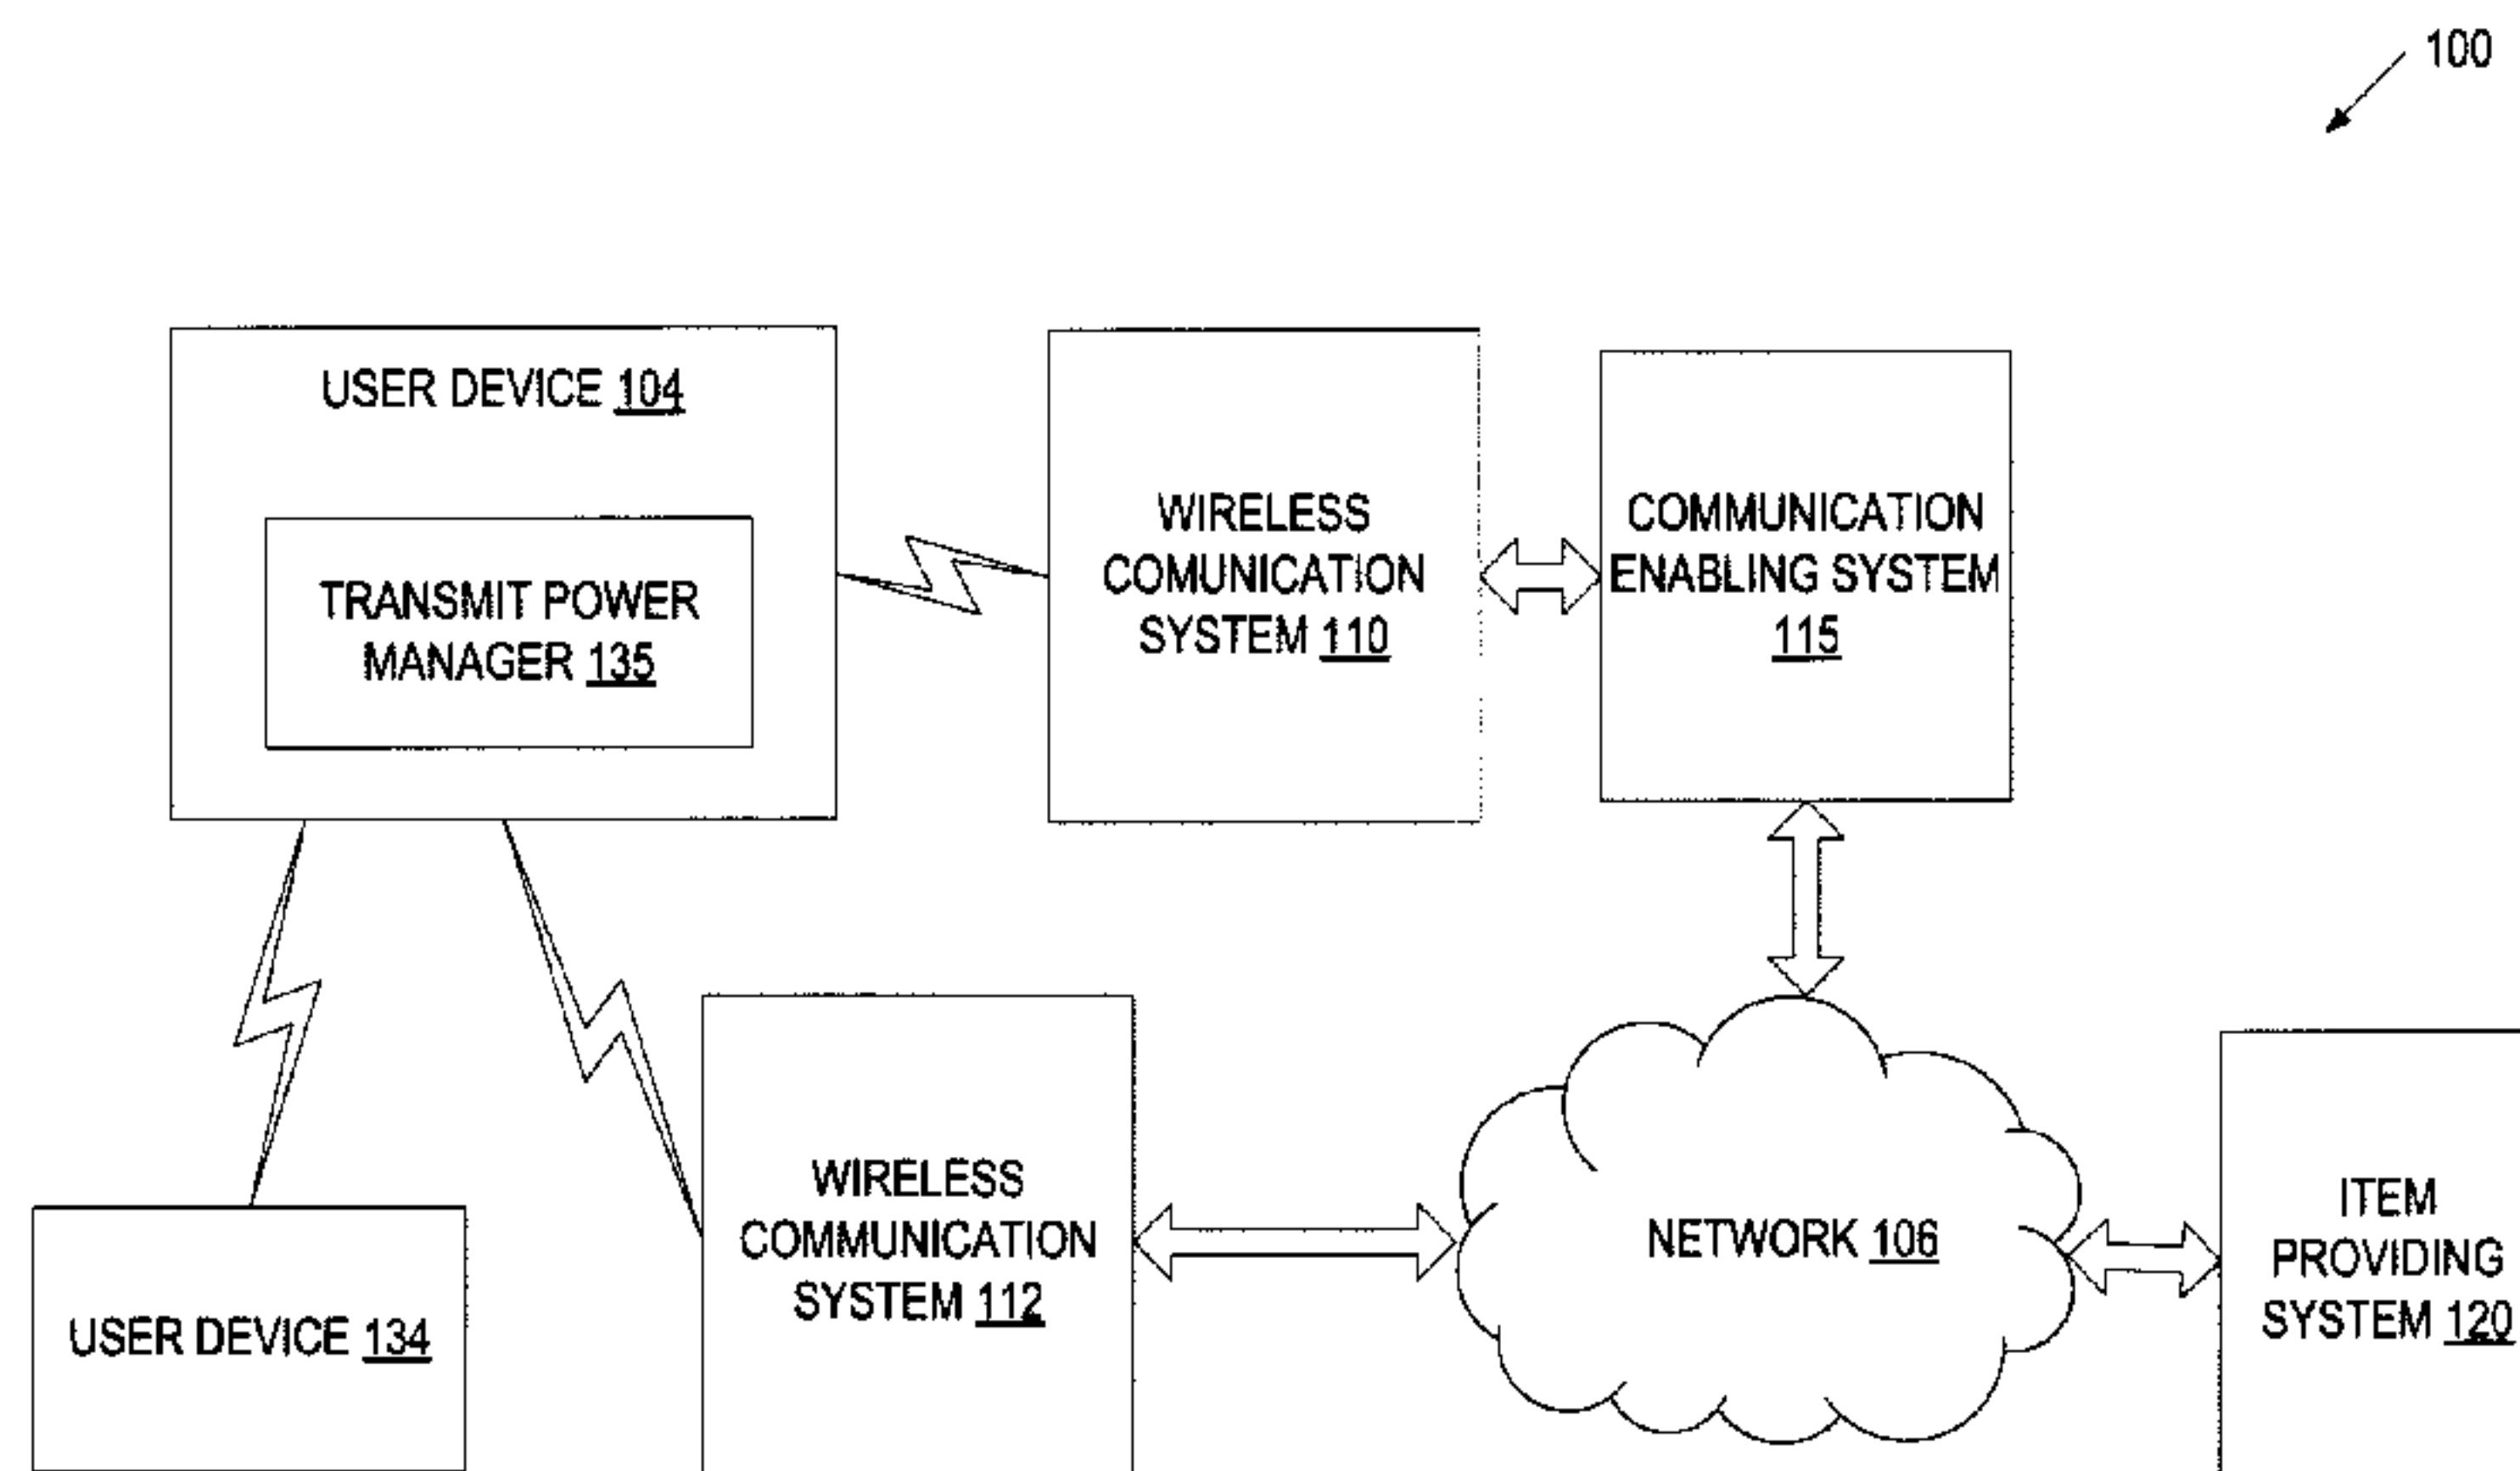 100
USER DEVICE 104
TRANSMIT POWER
MANAGER 135
WIRELESS
COMUNICATION
SYSTEM 110
COMMUNICATION
ENABLING SYSTEM
115
WIRELESS
COMMUNICATION
SYSTEM 112
NETWORK 106
ITEM
PROVIDING
SYSTEM 120
USER DEVICE 134